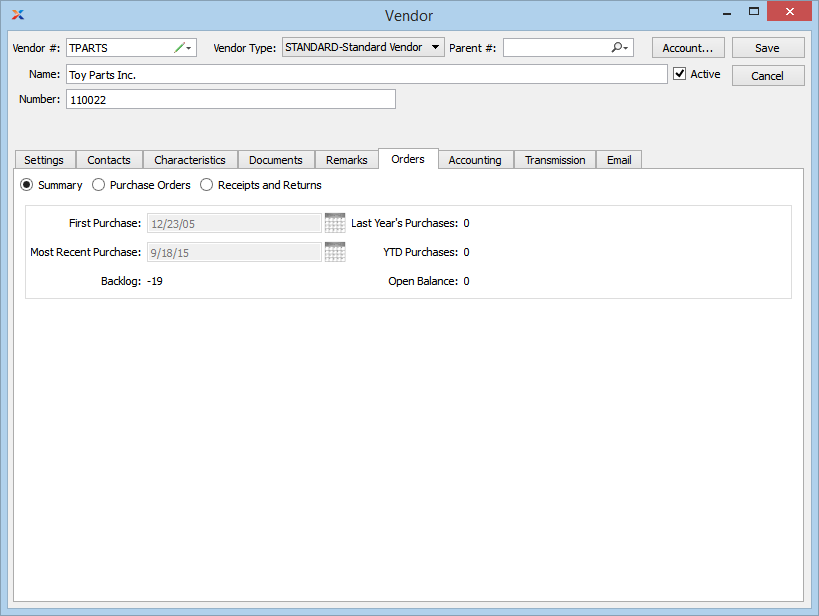 Vendor
Vendor #: TPARTS Vendor Type: STANDARD-Standard Vendor Parent #: Account... Save
Name: Toy Parts Inc. Active Cancel
Number: 110022
Settings Contacts Characteristics Documents Remarks Orders Accounting Transmission Email
Summary Purchase Orders Receipts and Returns
First Purchase: 12/23/05 Last Year's Purchases: 0
Most Recent Purchase: 9/18/15 YTD Purchases: 0
Backlog: -19 Open Balance: 0